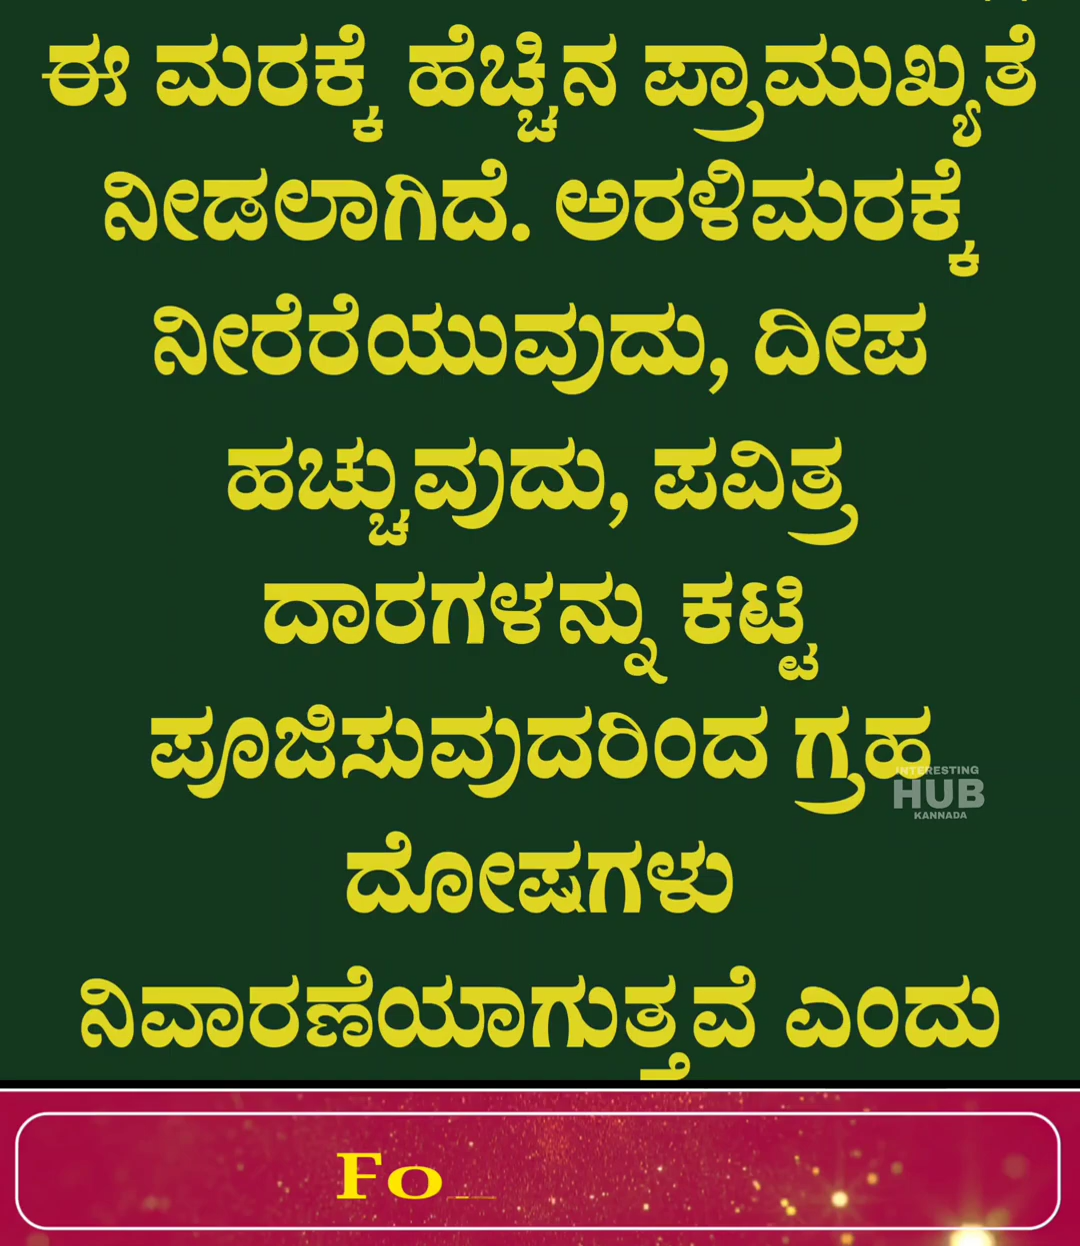 ಈ ಮರಕ್ಕೆ ಹೆಚ್ಚಿನ ಪ್ರಾಮುಖ್ಯತೆ
ನೀಡಲಾಗಿದೆ. ಅರಳಿಮರಕ್ಕೆ
ನೀರೆರೆಯುವುದು, ದೀಪ
ಹಚ್ಚುವುದು, ಪವಿತ್ರ
ದಾರಗಳನ್ನು ಕಟ್ಟಿ
ಪೂಜಿಸುವುದರಿಂದ ಗ್ರಹ
INTERESTING
HUB
KANNADA
ದೋಷಗಳು
ನಿವಾರಣೆಯಾಗುತ್ತವೆ ಎಂದು
Fo